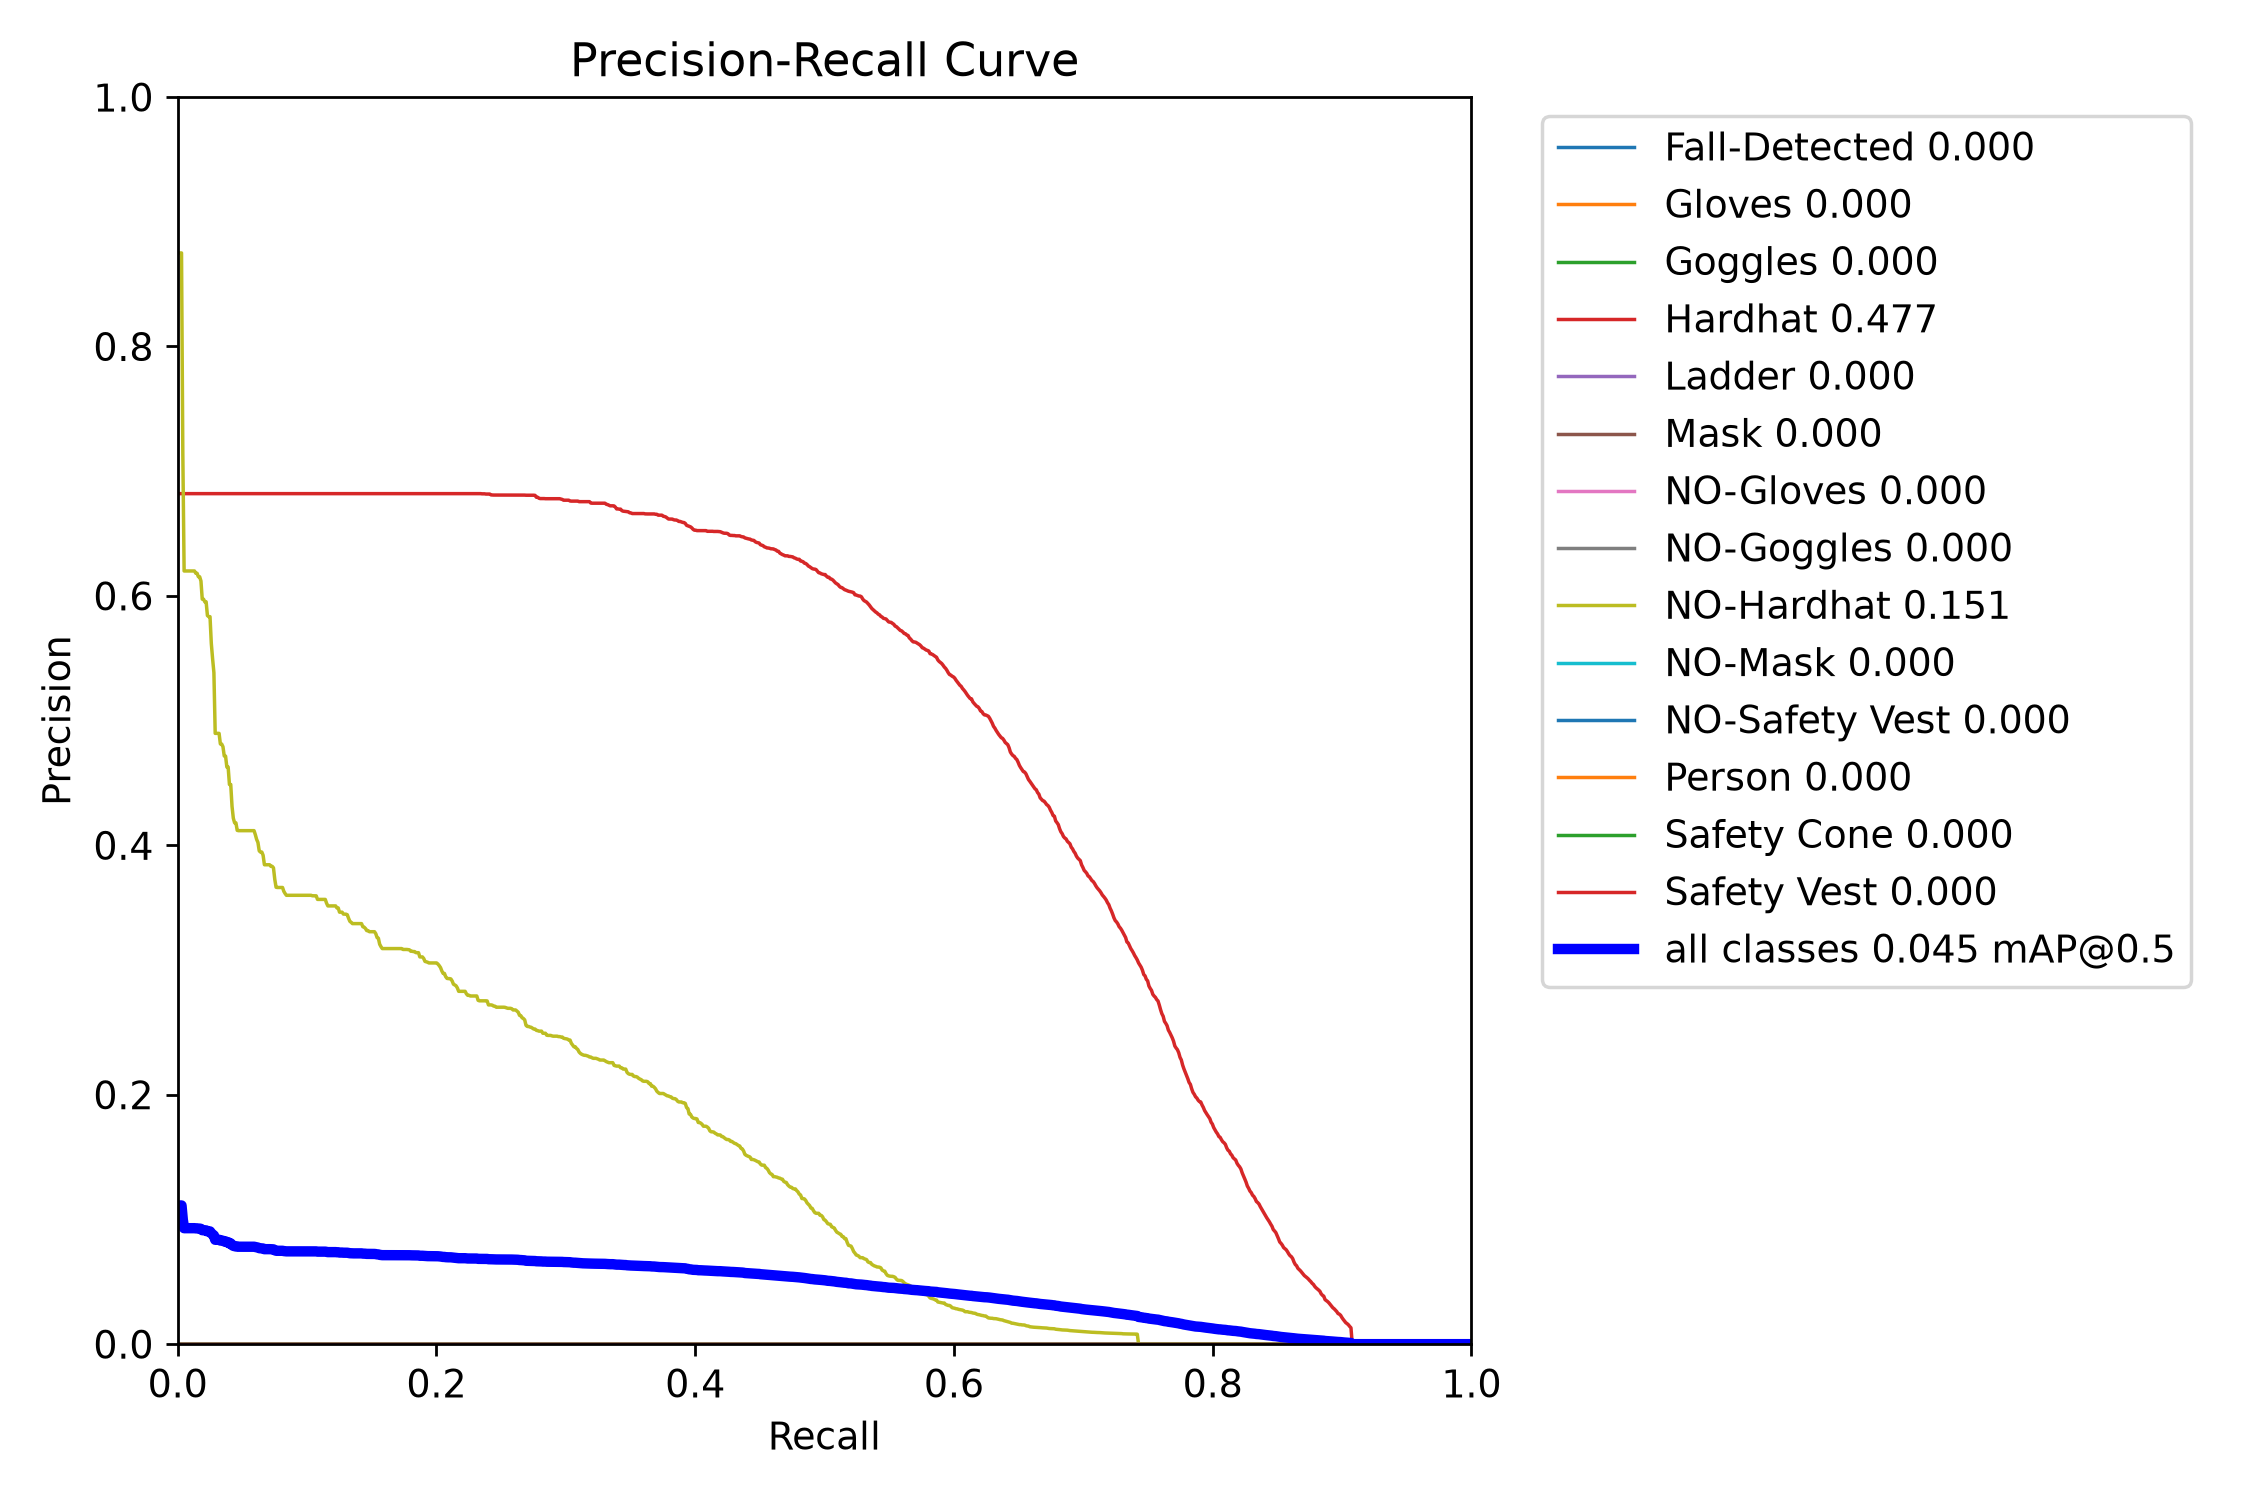 Precision-Recall Curve
1.0
0.8
0.6
0.4
0.2
0.0
Precision
0.0 0.2 0.4 0.6 0.8 1.0
Recall
Fall-Detected 0.000
Gloves 0.000
Goggles 0.000
Hardhat 0.477
Ladder 0.000
Mask 0.000
NO-Gloves 0.000
NO-Goggles 0.000
NO-Hardhat 0.151
NO-Mask 0.000
NO-Safety Vest 0.000
Person 0.000
Safety Cone 0.000
Safety Vest 0.000
all classes 0.045 mAP@0.5